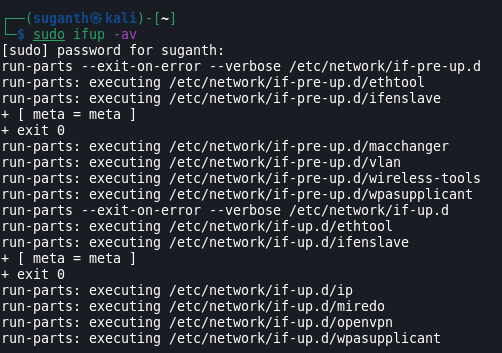 ┌──(suganth㉿kali)-[~]
└─$ sudo ifup -av
[sudo] password for suganth:
run-parts --exit-on-error --verbose /etc/network/if-pre-up.d
run-parts: executing /etc/network/if-pre-up.d/ethtool
run-parts: executing /etc/network/if-pre-up.d/ifenslave
+ [ meta = meta ]
+ exit 0
run-parts: executing /etc/network/if-pre-up.d/macchanger
run-parts: executing /etc/network/if-pre-up.d/vlan
run-parts: executing /etc/network/if-pre-up.d/wireless-tools
run-parts: executing /etc/network/if-pre-up.d/wpasupplicant
run-parts --exit-on-error --verbose /etc/network/if-up.d
run-parts: executing /etc/network/if-up.d/ethtool
run-parts: executing /etc/network/if-up.d/ifenslave
+ [ meta = meta ]
+ exit 0
run-parts: executing /etc/network/if-up.d/ip
run-parts: executing /etc/network/if-up.d/miredo
run-parts: executing /etc/network/if-up.d/openvpn
run-parts: executing /etc/network/if-up.d/wpasupplicant